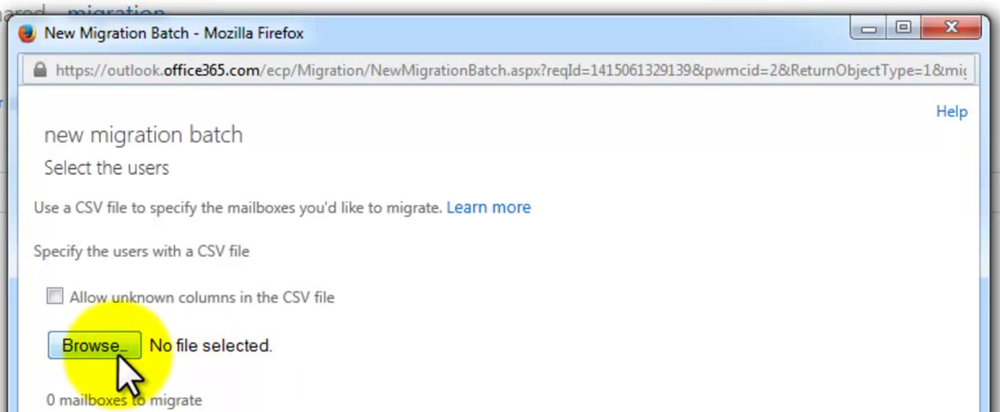 migration
New Migration Batch - Mozilla Firefox
https://outlook.office365.com/ecp/Migration/NewMigrationBatch.aspx?reqId=1415061329139&pwmcid=2&ReturnObjectType=1&mig
Help
new migration batch
Select the users
Use a CSV file to specify the mailboxes you'd like to migrate. Learn more
Specify the users with a CSV file
Allow unknown columns in the CSV file
Browse... No file selected.
0 mailboxes to migrate